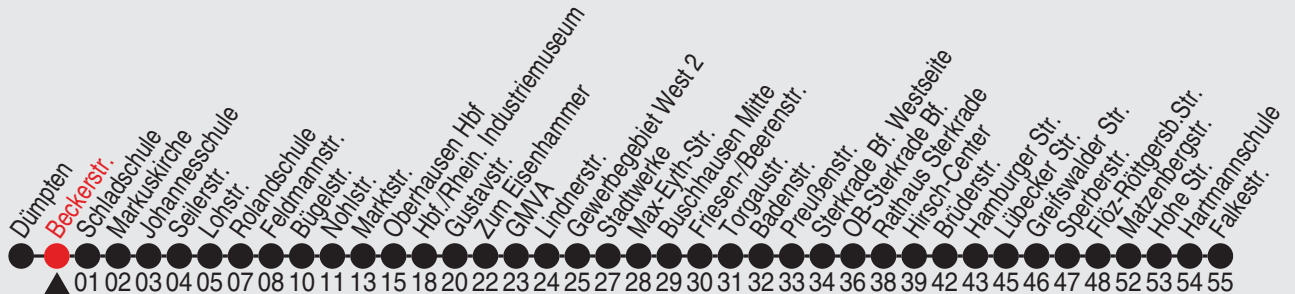 Dümpten
Beckerstr.
Schladschule
Markuskirche
Johannesschule
Seilerstr.
Lohstr.
Rolandschule
Feldmannstr.
Bügelstr.
Nohlstr.
Marktstr.
Oberhausen Hbf
Hbf./Rhein. Industriemuseum
Gustavstr.
Zum Eisenhammer
GMVA
Lindnerstr.
Gewerbegebiet West 2
Stadtwerke
Max-Eyth-Str.
Buschhausen Mitte
Friesen-/Beerenstr.
Torgaustr.
Badenstr.
Preußenstr.
Sterkrade Bf. Westseite
OB-Sterkrade Bf.
Rathaus Sterkrade
Hirsch-Center
Brüderstr.
Hamburger Str.
Lübecker Str.
Greifswalder Str.
Sperberstr.
Flöz-Röttgersb.Str.
Matzenbergstr.
Hohe Str.
Hartmannschule
Falkestr.
01 02 03 04 05 07 08 10 11 13 15 18 20 22 23 24 25 27 28 29 30 31 32 33 34 36 38 39 42 43 45 46 47 48 52 53 54 55